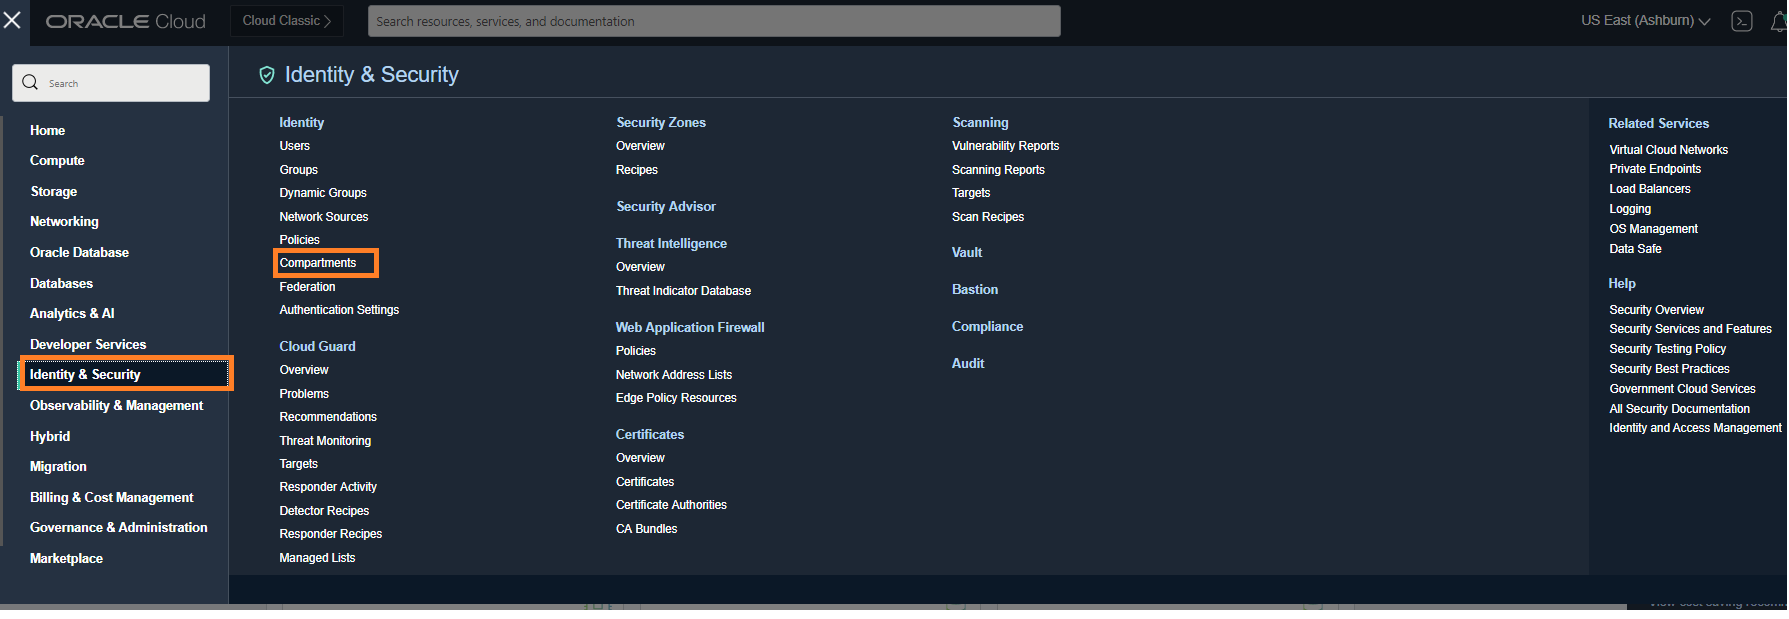 ORACLE Cloud
Cloud Classic
Search resources, services, and documentation
US East (Ashburn)
Search
Home
Compute
Storage
Networking
Oracle Database
Databases
Analytics & AI
Developer Services
Identity & Security
Observability & Management
Hybrid
Migration
Billing & Cost Management
Governance & Administration
Marketplace
Identity & Security
Identity
Users
Groups
Dynamic Groups
Network Sources
Policies
Compartments
Federation
Authentication Settings
Cloud Guard
Overview
Problems
Recommendations
Threat Monitoring
Targets
Responder Activity
Detector Recipes
Responder Recipes
Managed Lists
Security Zones
Overview
Recipes
Security Advisor
Threat Intelligence
Overview
Threat Indicator Database
Web Application Firewall
Policies
Network Address Lists
Edge Policy Resources
Certificates
Overview
Certificates
Certificate Authorities
CA Bundles
Scanning
Vulnerability Reports
Scanning Reports
Targets
Scan Recipes
Vault
Bastion
Compliance
Audit
Related Services
Virtual Cloud Networks
Private Endpoints
Load Balancers
Logging
OS Management
Data Safe
Help
Security Overview
Security Services and Features
Security Testing Policy
Security Best Practices
Government Cloud Services
All Security Documentation
Identity and Access Management